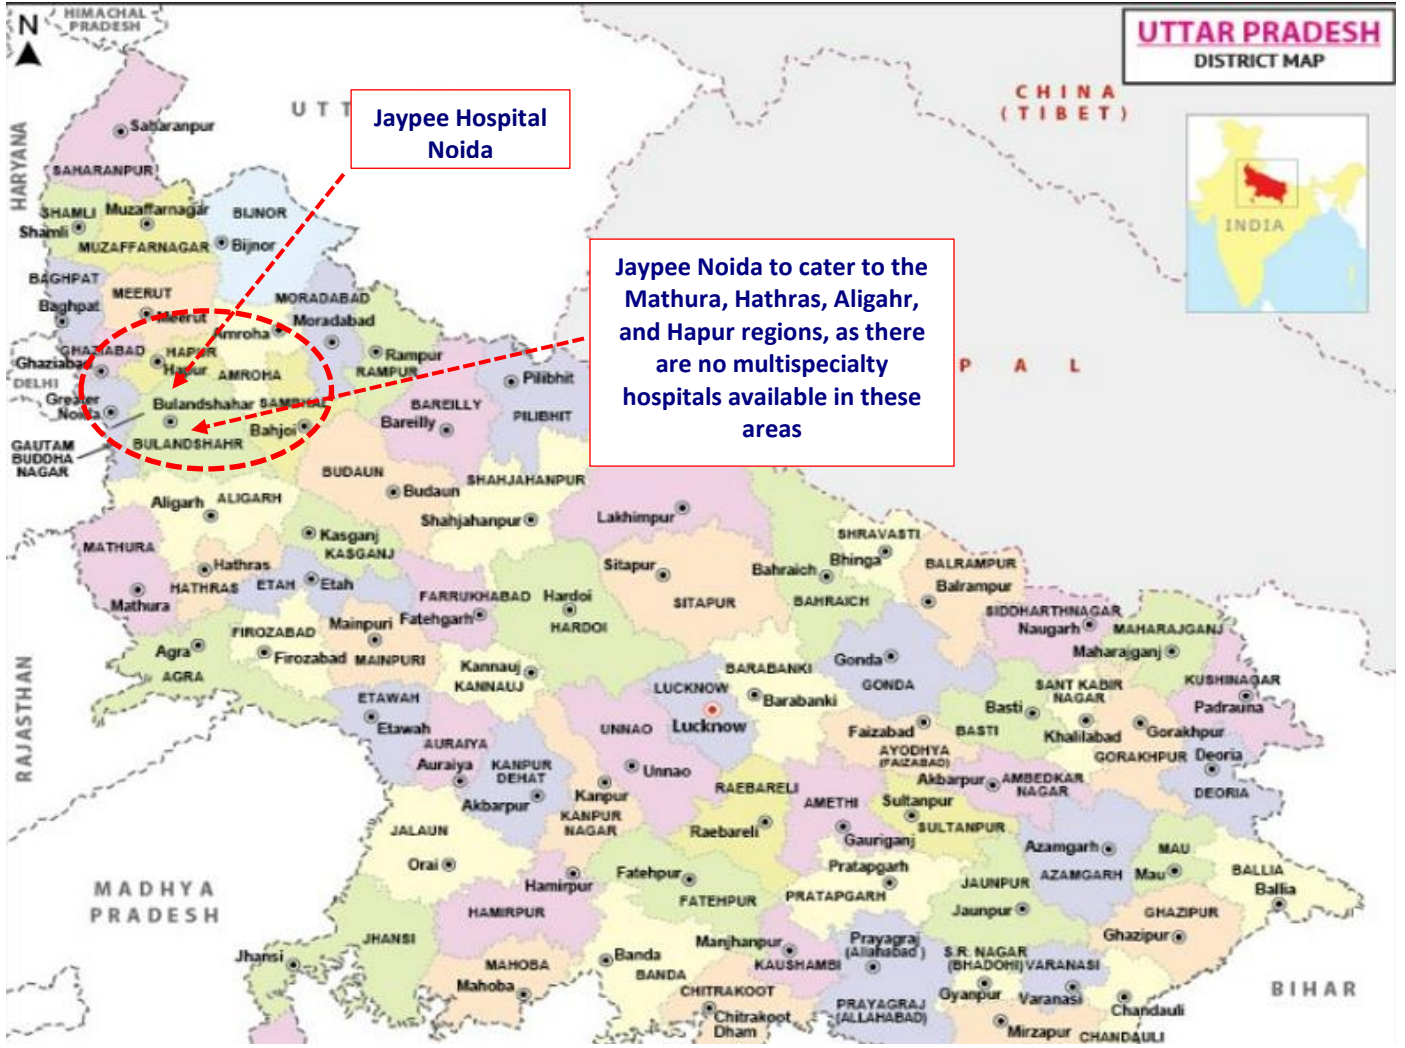 N
HIMACHAL
PRADESH
UTTAR PRADESH
DISTRICT MAP
CHINA
(TIBET)
INDIA
HARYANA
Jaypee Hospital
Noida
Jaypee Noida to cater to the
Mathura, Hathras, Aligahr,
and Hapur regions, as there
are no multispecialty
hospitals available in these
areas
UTT
P A L
Saharanpur
SAHARANPUR
SHAMLI
Shamli
Muzaffarnagar
MUZAFFARNAGAR
BIJNOR
Bijnor
BAGHPAT
Baghpat
MEERUT
Meerut
MORADABAD
Moradabad
Amroha
AMROHA
GHAZIABAD
Ghaziabad
HAPUR
Hapur
DELHI
Rampur
RAMPUR
Greater
Noida
GAUTAM
BUDDHA
NAGAR
Bulandshahar
BULANDSHAHR
SAMBHAL
Bahjoi
BAREILLY
Bareilly
Pilibhit
PILIBHIT
BUDAUN
Budaun
SHAHJAHANPUR
Shahjahanpur
Lakhimpur
Aligarh
ALIGARH
Kasganj
KASGANJ
MATHURA
Mathura
Hathras
HATHRAS
ETAH
Etah
FARRUKHABAD
Fatehgarh
Hardoi
HARDOI
Sitapur
SITAPUR
Bahraich
BAHRAICH
SHRAVASTI
Bhinga
BALRAMPUR
Balrampur
SIDDHARTHNAGAR
Naugarh
MAHARAJGANJ
Maharajganj
KUSHINAGAR
Padrauna
RAJASTHAN
Agra
AGRA
FIROZABAD
Firozabad
Mainpuri
MAINPURI
Kannauj
KANNAUJ
ETAWAH
Etawah
AURAIYA
Auraiya
KANPUR
DEHAT
Akbarpur
Kanpur
KANPUR
NAGAR
UNNAO
Unnao
LUCKNOW
Lucknow
BARABANKI
Barabanki
Gonda
GONDA
Faizabad
AYODHYA
(FAIZABAD)
Basti
BASTI
SANT KABIR
NAGAR
Khalilabad
Gorakhpur
GORAKHPUR
Deoria
DEORIA
RAEBARELI
Raebareli
AMETHI
Gauriganj
Sultanpur
SULTANPUR
Akbarpur
AMBEDKAR
NAGAR
Azamgarh
AZAMGARH
MAU
Mau
BALLIA
Ballia
JALAUN
Orai
Hamirpur
HAMIRPUR
Fatehpur
FATEHPUR
Pratapgarh
PRATAPGARH
JAUNPUR
Jaunpur
GHAZIPUR
Ghazipur
MADHYA
PRADESH
JHANSI
Jhansi
MAHOBA
Mahoba
Banda
BANDA
CHITRAKOOT
Chitrakoot
Dham
Manjhanpur
KAUSHAMBI
Prayagraj
(Allahabad)
PRAYAGRAJ
(ALLAHABAD)
S.R. NAGAR
(BHADOHI)
Gyanpur
VARANASI
Varanasi
Mirzapur
Chandauli
CHANDAULI
BIHAR